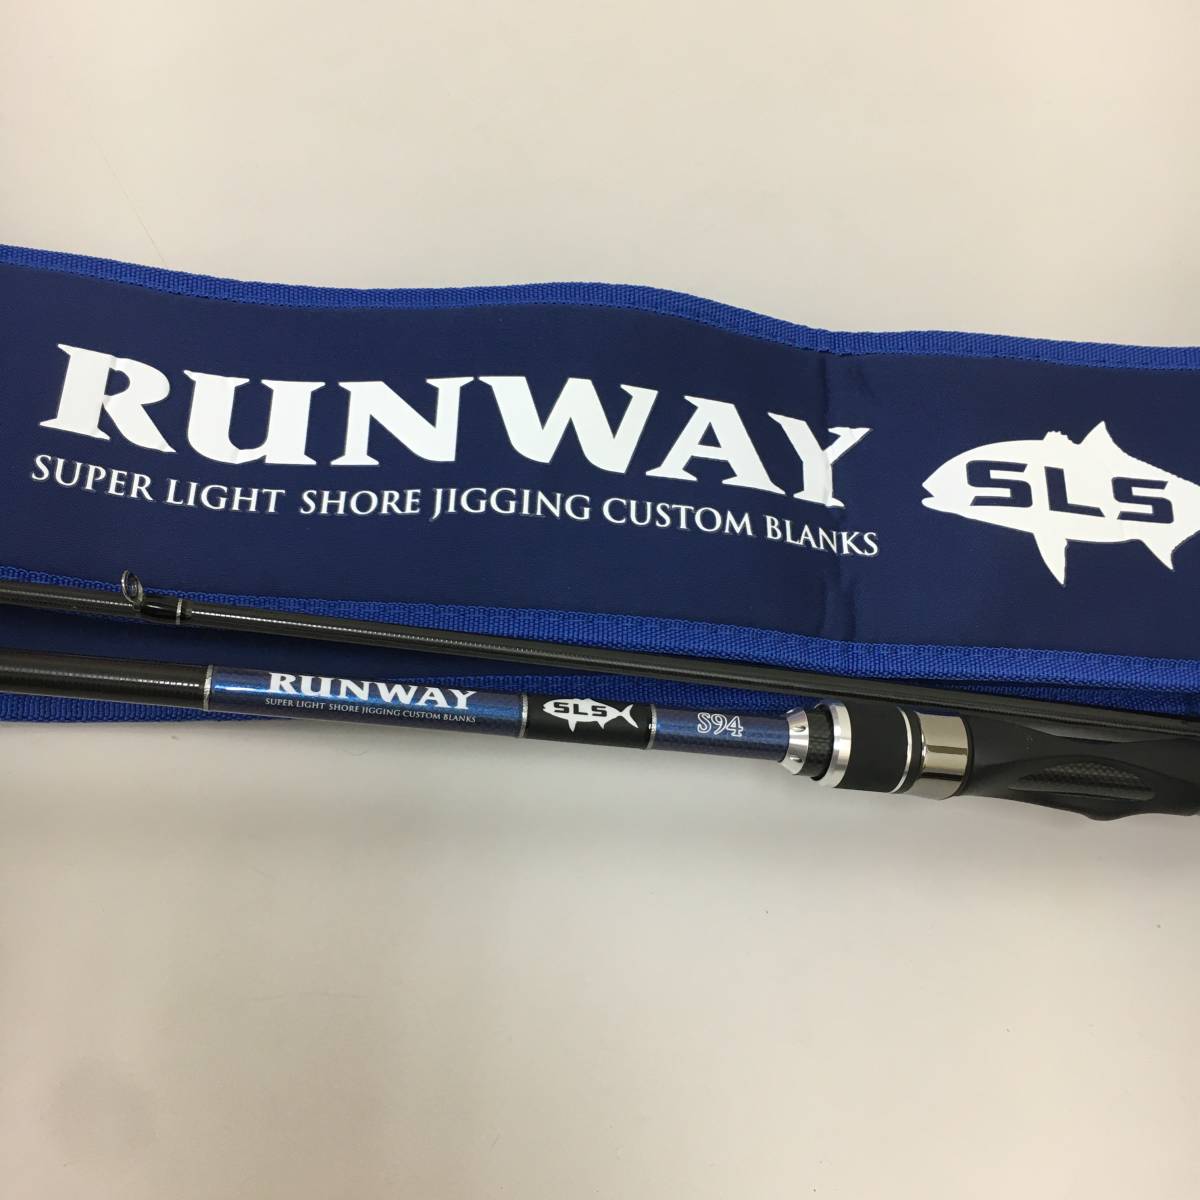 RUNWAY
SUPER LIGHT SHORE JIGGING CUSTOM BLANKS
SLS
RUNWAY
SUPER LIGHT SHORE JIGGING CUSTOM BLANKS
SLS
S94